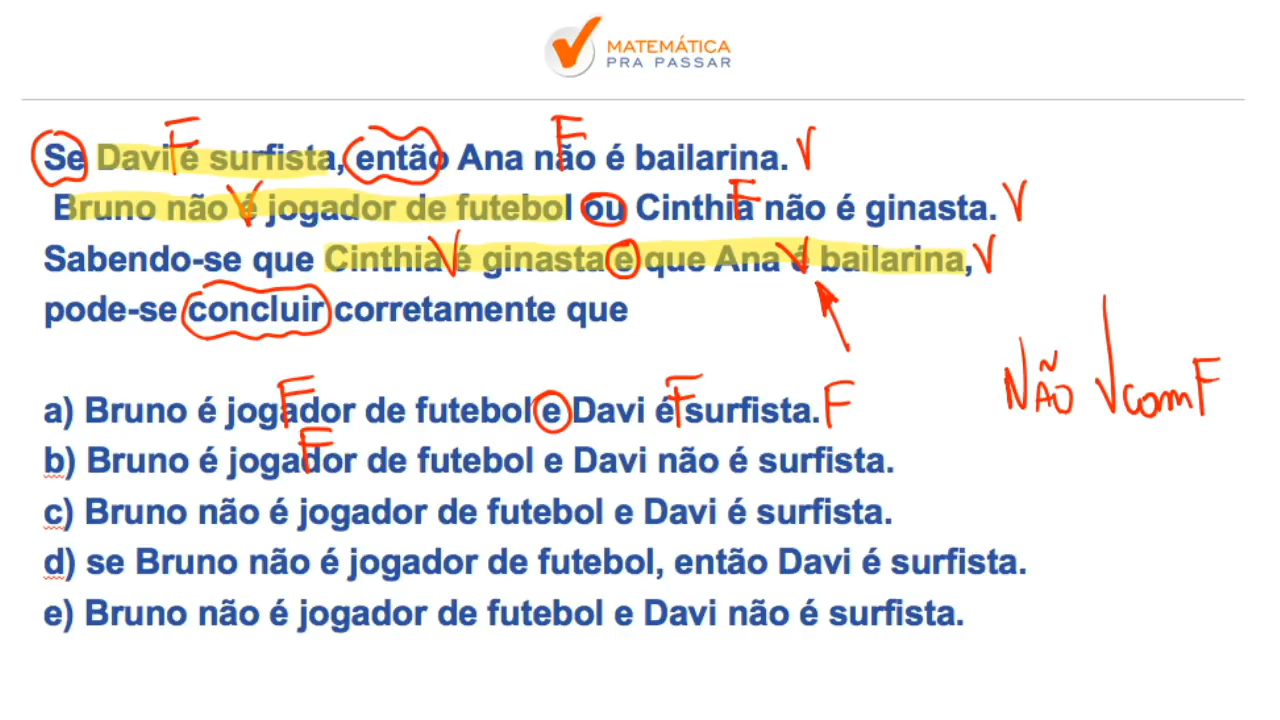 MATEMÁTICA
PRA PASSAR
F F
Se Davi é surfista, então Ana não é bailarina. V
V F
Bruno não é jogador de futebol ou Cinthia não é ginasta. V
V V
Sabendo-se que Cinthia é ginasta e que Ana é bailarina, V
pode-se concluir corretamente que
NÃO V com F
F F
a) Bruno é jogador de futebol e Davi é surfista. F
F
b) Bruno é jogador de futebol e Davi não é surfista.
c) Bruno não é jogador de futebol e Davi é surfista.
d) se Bruno não é jogador de futebol, então Davi é surfista.
e) Bruno não é jogador de futebol e Davi não é surfista.